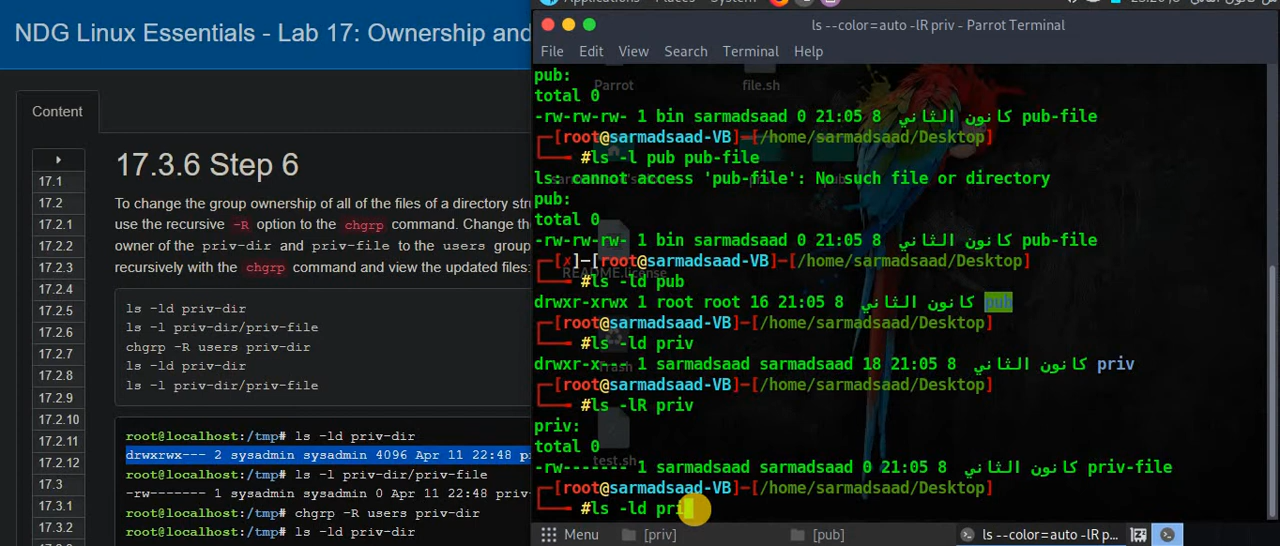 NDG Linux Essentials - Lab 17: Ownership and
Content
17.1
17.2
17.2.1
17.2.2
17.2.3
17.2.4
17.2.5
17.2.6
17.2.7
17.2.8
17.2.9
17.2.10
17.2.11
17.2.12
17.3
17.3.1
17.3.2
17.3.6 Step 6
To change the group ownership of all of the files of a directory str
use the recursive -R option to the chgrp command. Change the
owner of the priv-dir and priv-file to the users group
recursively with the chgrp command and view the updated files:
ls -ld priv-dir
ls -l priv-dir/priv-file
chgrp -R users priv-dir
ls -ld priv-dir
ls -l priv-dir/priv-file
root@localhost:/tmp# ls -ld priv-dir
drwxrwx--- 2 sysadmin sysadmin 4096 Apr 11 22:48 p
root@localhost:/tmp# ls -l priv-dir/priv-file
-rw------- 1 sysadmin sysadmin 0 Apr 11 22:48 priv-
root@localhost:/tmp# chgrp -R users priv-dir
root@localhost:/tmp# ls -ld priv-dir
ls --color=auto -lR priv - Parrot Terminal
File Edit View Search Terminal Help
Parrot
file.sh
README.license
Trash
test.sh
pub:
total 0
-rw-rw-rw- 1 bin sarmadsaad 0 21:05 8 كانون الثاني pub-file
┌─[root@sarmadsaad-VB]─[/home/sarmadsaad/Desktop]
└──╼ #ls -l pub pub-file
ls: cannot access 'pub-file': No such file or directory
pub:
total 0
-rw-rw-rw- 1 bin sarmadsaad 0 21:05 8 كانون الثاني pub-file
┌─[✗]─[root@sarmadsaad-VB]─[/home/sarmadsaad/Desktop]
└──╼ #ls -ld pub
drwxr-xrwx 1 root root 16 21:05 8 كانون الثاني pub
┌─[root@sarmadsaad-VB]─[/home/sarmadsaad/Desktop]
└──╼ #ls -ld priv
drwxr-x--- 1 sarmadsaad sarmadsaad 18 21:05 8 كانون الثاني priv
┌─[root@sarmadsaad-VB]─[/home/sarmadsaad/Desktop]
└──╼ #ls -lR priv
priv:
total 0
-rw------- 1 sarmadsaad sarmadsaad 0 21:05 8 كانون الثاني priv-file
┌─[root@sarmadsaad-VB]─[/home/sarmadsaad/Desktop]
└──╼ #ls -ld pri
Menu [priv] [pub] ls --color=auto -lR p...